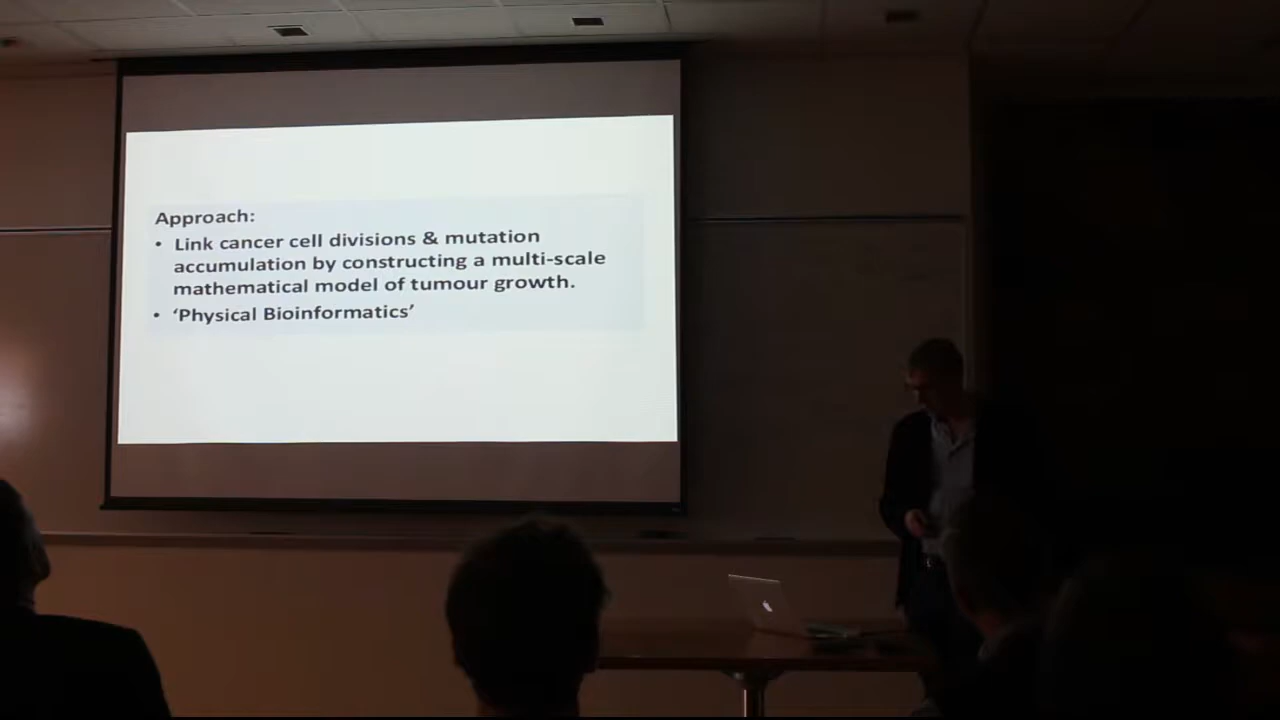 Approach:
• Link cancer cell divisions & mutation
accumulation by constructing a multi-scale
mathematical model of tumour growth.
• ‘Physical Bioinformatics’